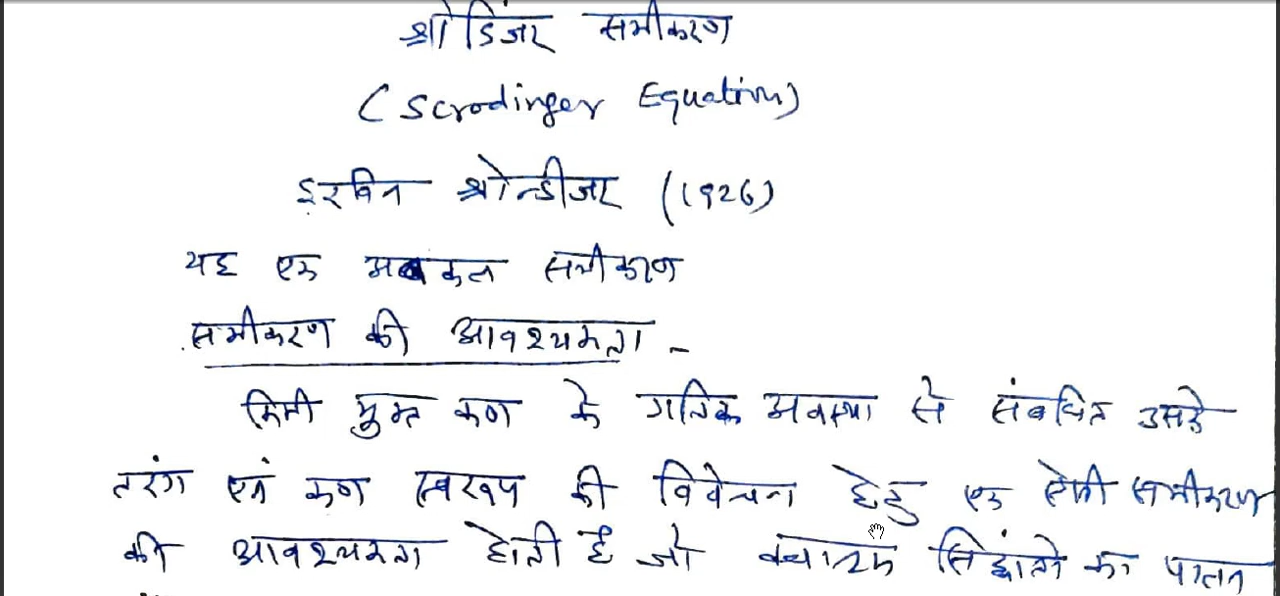 श्रोडिंजर समीकरण
(Scrodinger Equation)
इरविन श्रोन्डीजर (1926)
यह एक अवकल समीकरण
समीकरण की आवश्यकता -
किसी मुक्त कण के गतिक अवस्था से संबधित उसके
तरंग एवं कण स्वरूप की विवेचना हेतु एक ऐसी समीकरण
की आवश्यकता होती है जो क्वाण्टम सिद्धांतो का पालन